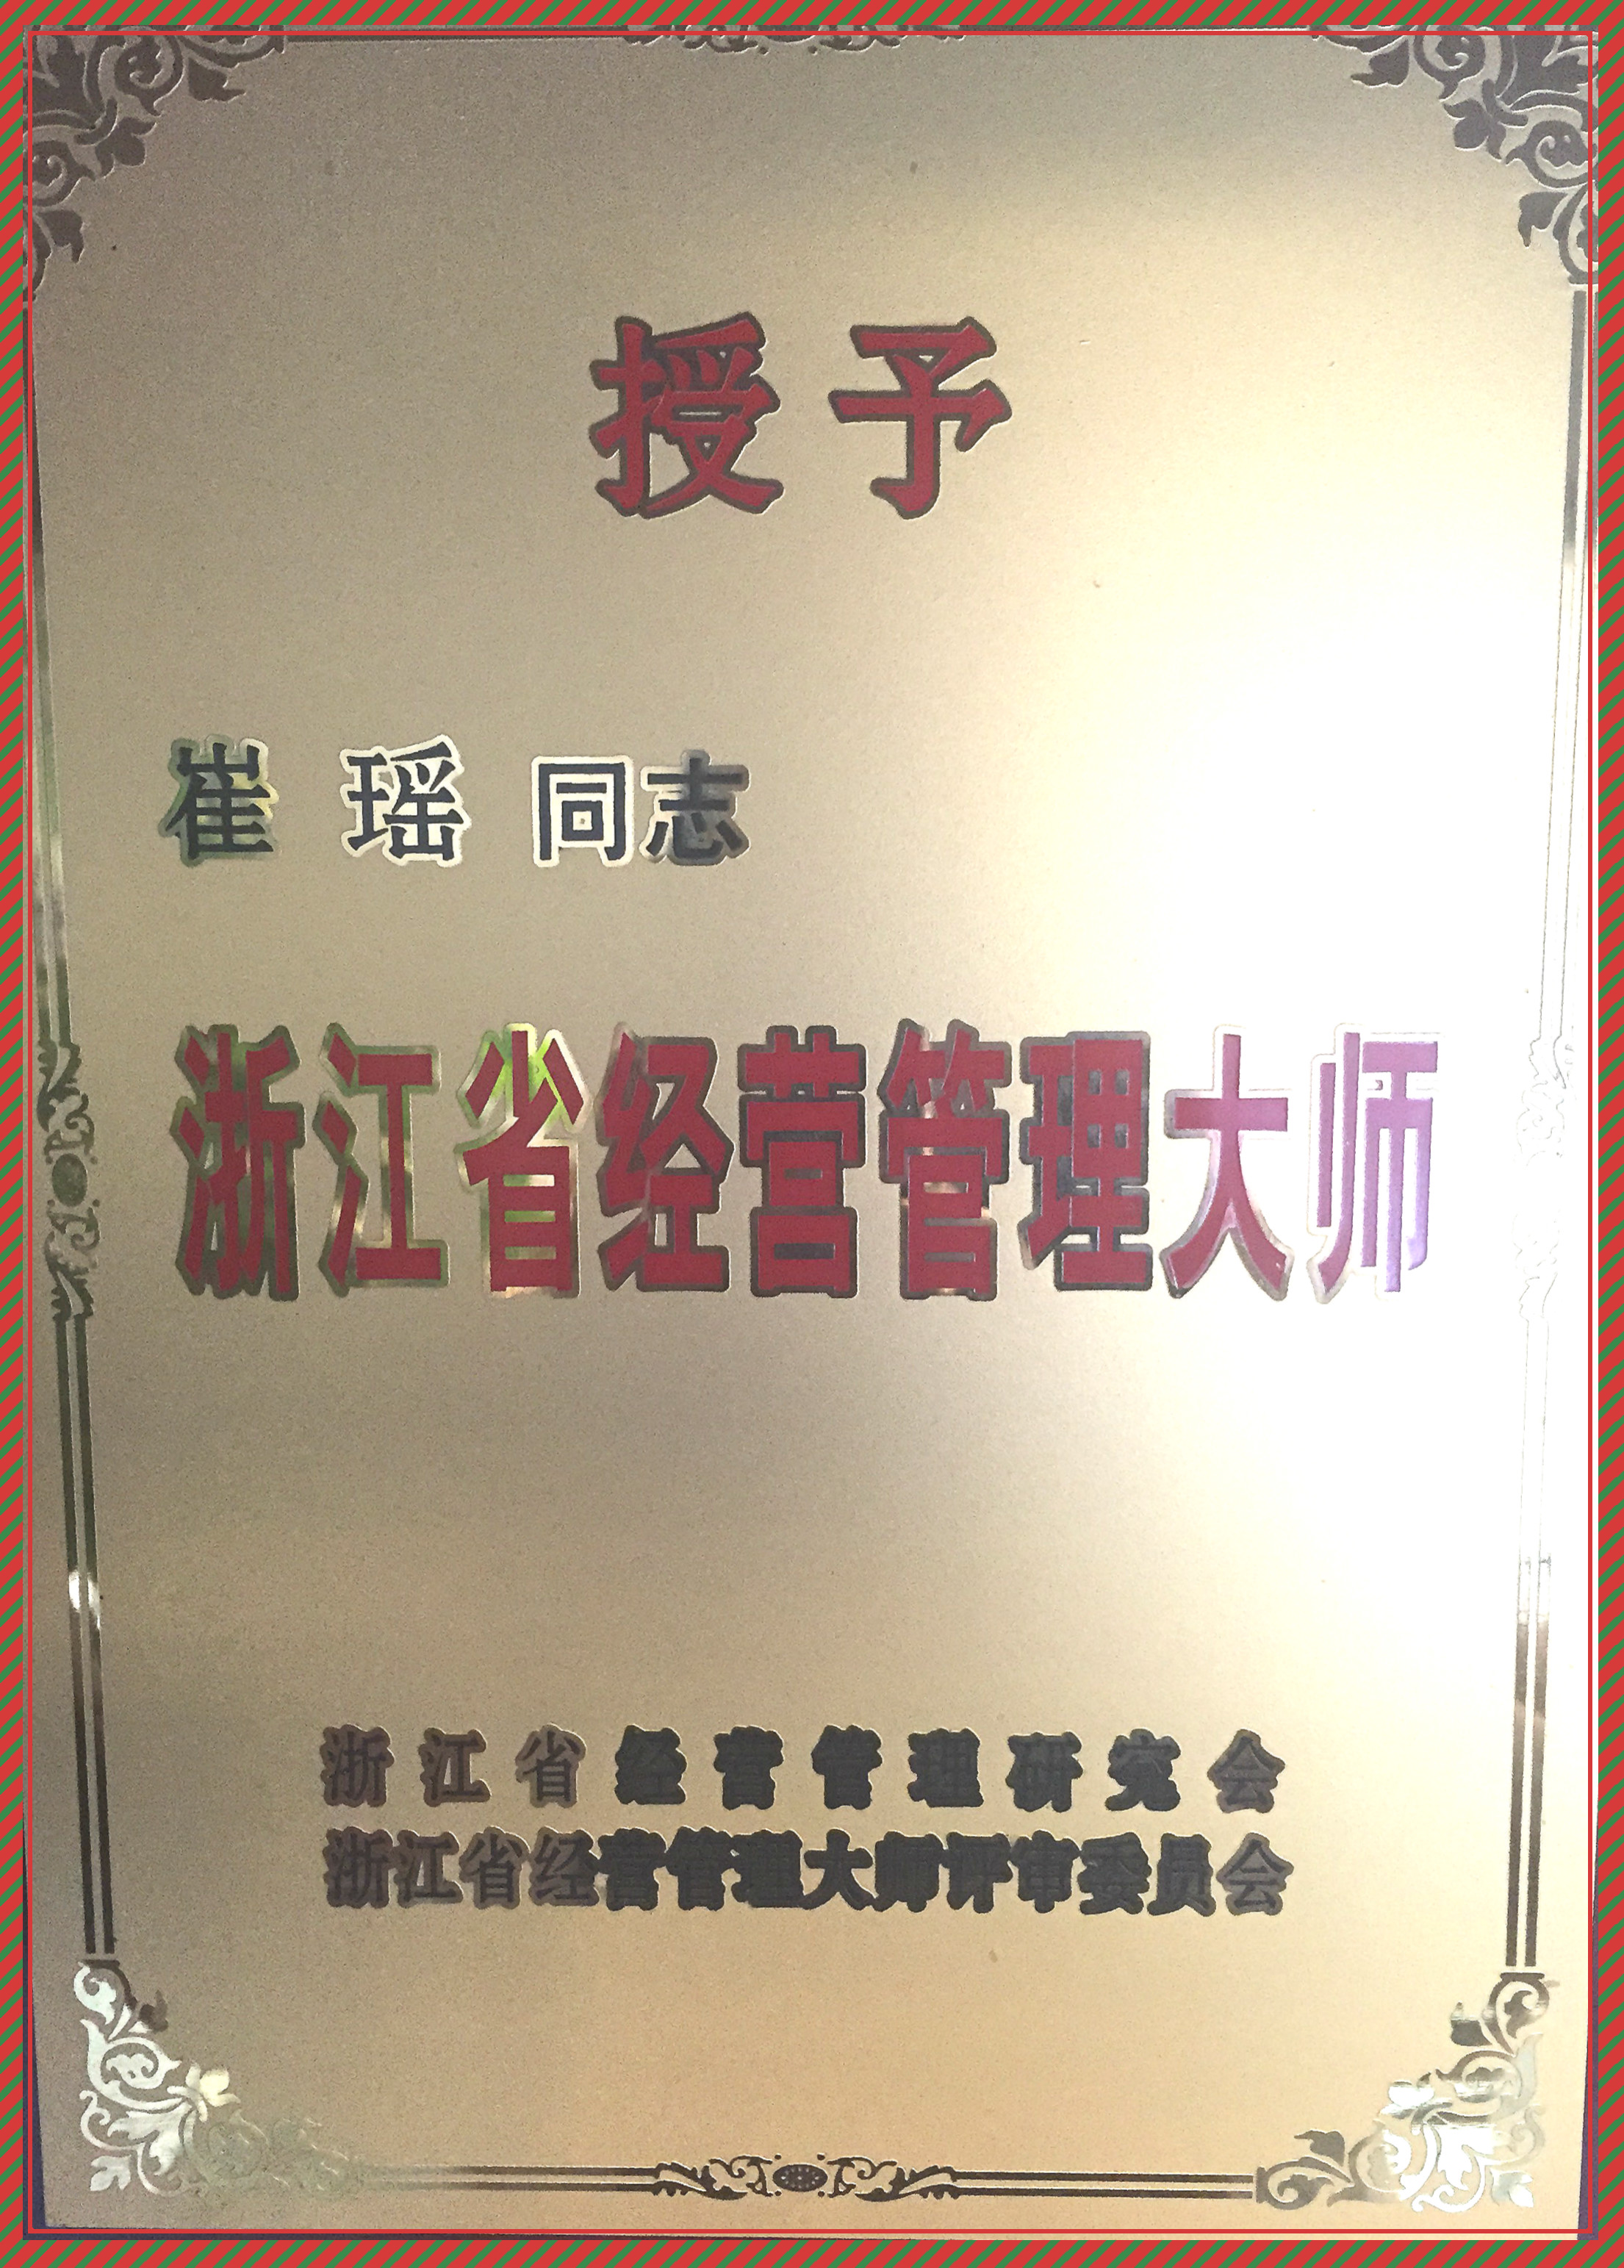 授予
崔瑶同志
浙江省经营管理大师
浙江省经营管理研究会
浙江省经营管理大师评审委员会